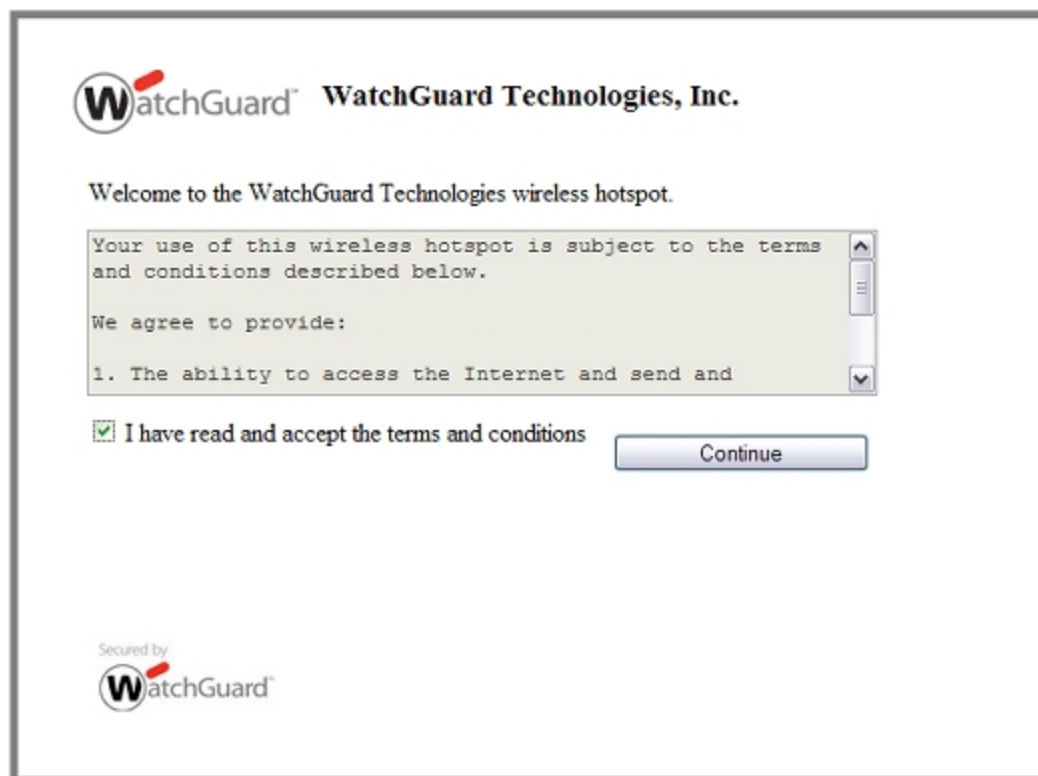 WatchGuard™ WatchGuard Technologies, Inc.
Welcome to the WatchGuard Technologies wireless hotspot.
Your use of this wireless hotspot is subject to the terms
and conditions described below.
We agree to provide:
1. The ability to access the Internet and send and
I have read and accept the terms and conditions
Continue
Secured by
WatchGuard™